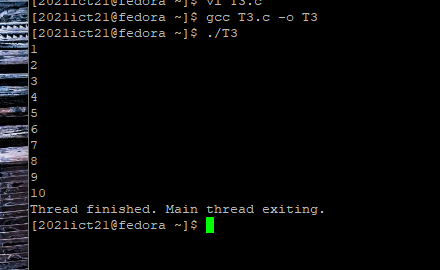 [2021ict21@fedora ~]$ vi T3.c
[2021ict21@fedora ~]$ gcc T3.c -o T3
[2021ict21@fedora ~]$ ./T3
1
2
3
4
5
6
7
8
9
10
Thread finished. Main thread exiting.
[2021ict21@fedora ~]$